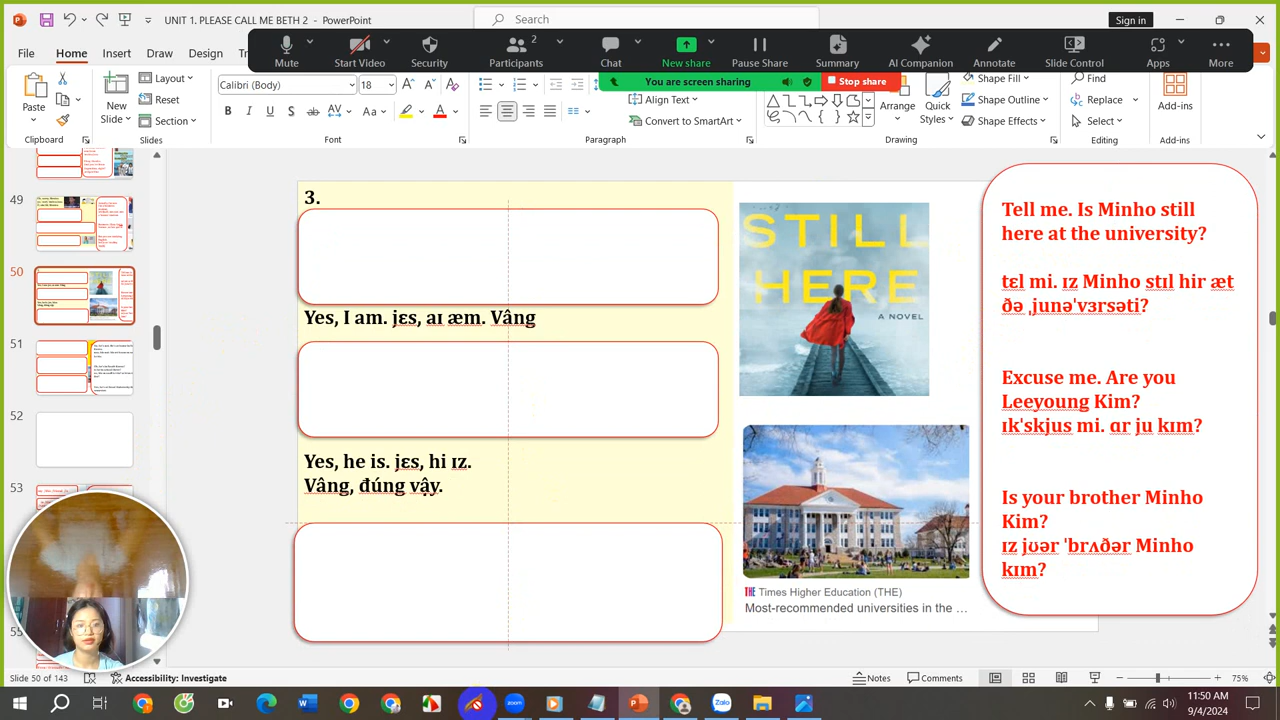 UNIT 1. PLEASE CALL ME BETH 2 - PowerPoint
Search
Sign in
File
Home
Insert
Draw
Design
Mute
Start Video
Security
Participants
2
Chat
New share
Pause Share
Summary
AI Companion
Annotate
Slide Control
Apps
More
You are screen sharing
Stop share
Paste
New
Slide
Layout
Reset
Section
Calibri (Body)
18
Align Text
Convert to SmartArt
Arrange
Quick
Styles
Shape Fill
Shape Outline
Shape Effects
Find
Replace
Select
Add-ins
Clipboard
Slides
Font
Paragraph
Drawing
Editing
Add-ins
49
50
51
52
53
55
3.
Yes, I am. jɛs, aɪ æm. Vâng
Yes, he is. jɛs, hi ɪz.
Vâng, đúng vậy.
STILL
HERE
A NOVEL
THE Times Higher Education (THE)
Most-recommended universities in the ...
Tell me. Is Minho still
here at the university?
tɛl mi. ɪz Minho stɪl hir æt
ðə ˌjunəˈvɜrsəti?
Excuse me. Are you
Leeyoung Kim?
ɪkˈskjus mi. ɑr ju kɪm?
Is your brother Minho
Kim?
ɪz jʊər ˈbrʌðər Minho
kɪm?
Slide 50 of 143
Accessibility: Investigate
Notes
Comments
75%
zoom
Zalo
11:50 AM
9/4/2024